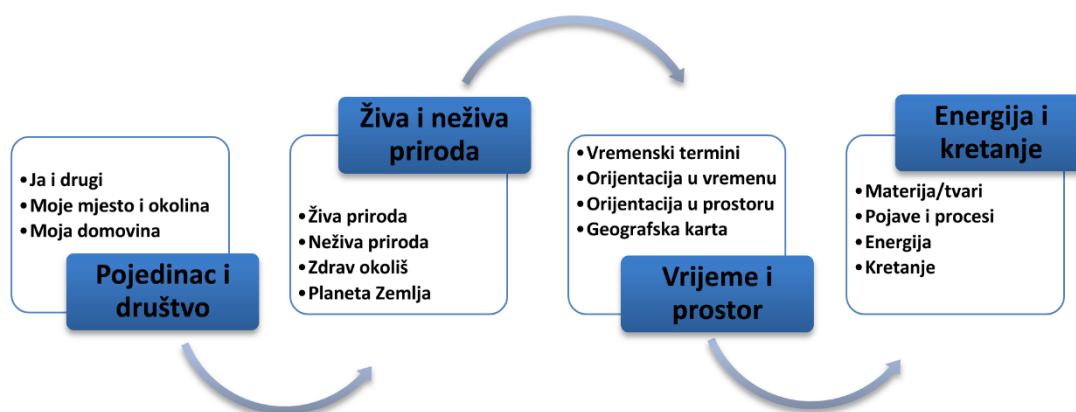 • Ja i drugi
• Moje mjesto i okolina
• Moja domovina
Pojedinac i
društvo
Živa i neživa
priroda
• Živa priroda
• Neživa priroda
• Zdrav okoliš
• Planeta Zemlja
• Vremenski termini
• Orijentacija u vremenu
• Orijentacija u prostoru
• Geografska karta
Vrijeme i
prostor
Energija i
kretanje
• Materija/tvari
• Pojave i procesi
• Energija
• Kretanje